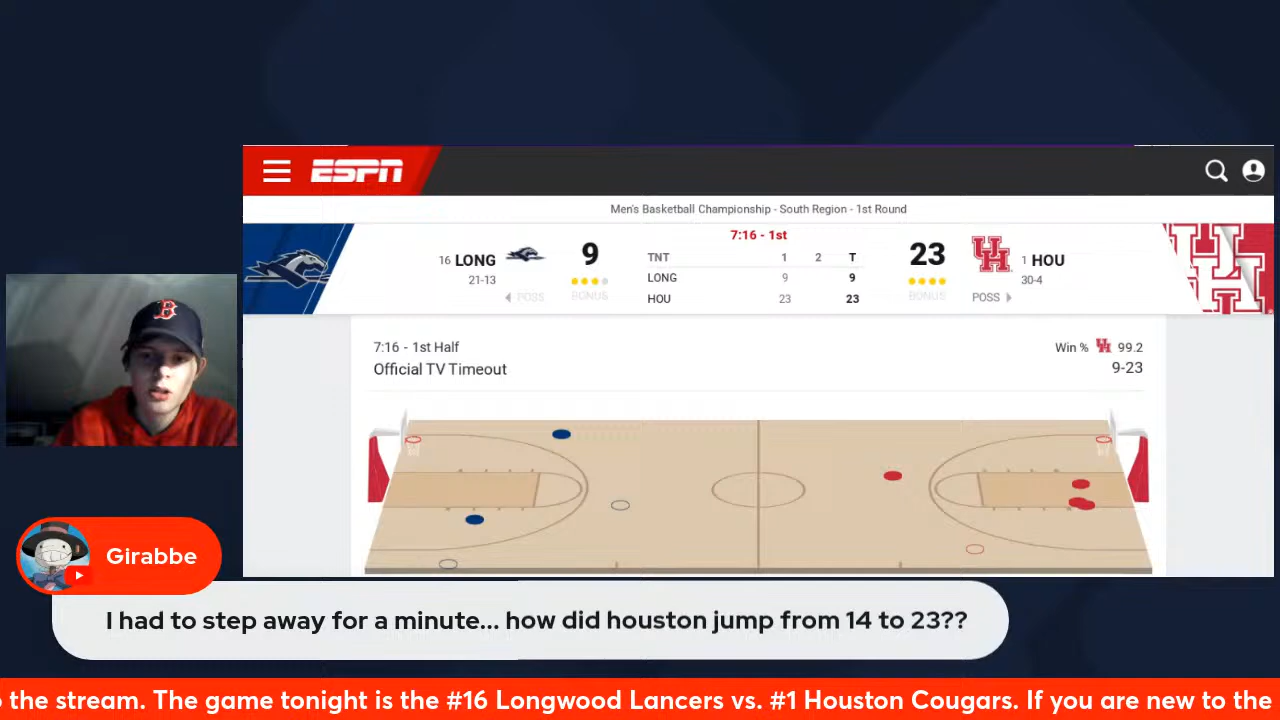 ESPN
Men's Basketball Championship - South Region - 1st Round
7:16 - 1st
16 LONG
21-13
POSS
9
BONUS
TNT 1 2 T
LONG 9 9
HOU 23 23
23
BONUS
1 HOU
30-4
POSS
7:16 - 1st Half
Official TV Timeout
Win % 99.2
9-23
B
Girabbe
I had to step away for a minute... how did houston jump from 14 to 23??
o the stream. The game tonight is the #16 Longwood Lancers vs. #1 Houston Cougars. If you are new to the